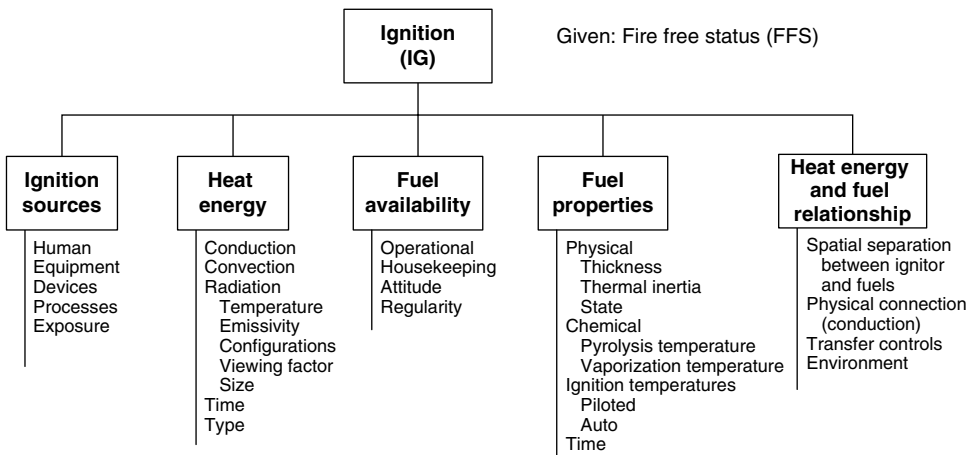 Ignition
(IG)
Given: Fire free status (FFS)
Ignition
sources
Human
Equipment
Devices
Processes
Exposure
Heat
energy
Conduction
Convection
Radiation
Temperature
Emissivity
Configurations
Viewing factor
Size
Time
Type
Fuel
availability
Operational
Housekeeping
Attitude
Regularity
Fuel
properties
Physical
Thickness
Thermal inertia
State
Chemical
Pyrolysis temperature
Vaporization temperature
Ignition temperatures
Piloted
Auto
Time
Heat energy
and fuel
relationship
Spatial separation
between ignitor
and fuels
Physical connection
(conduction)
Transfer controls
Environment